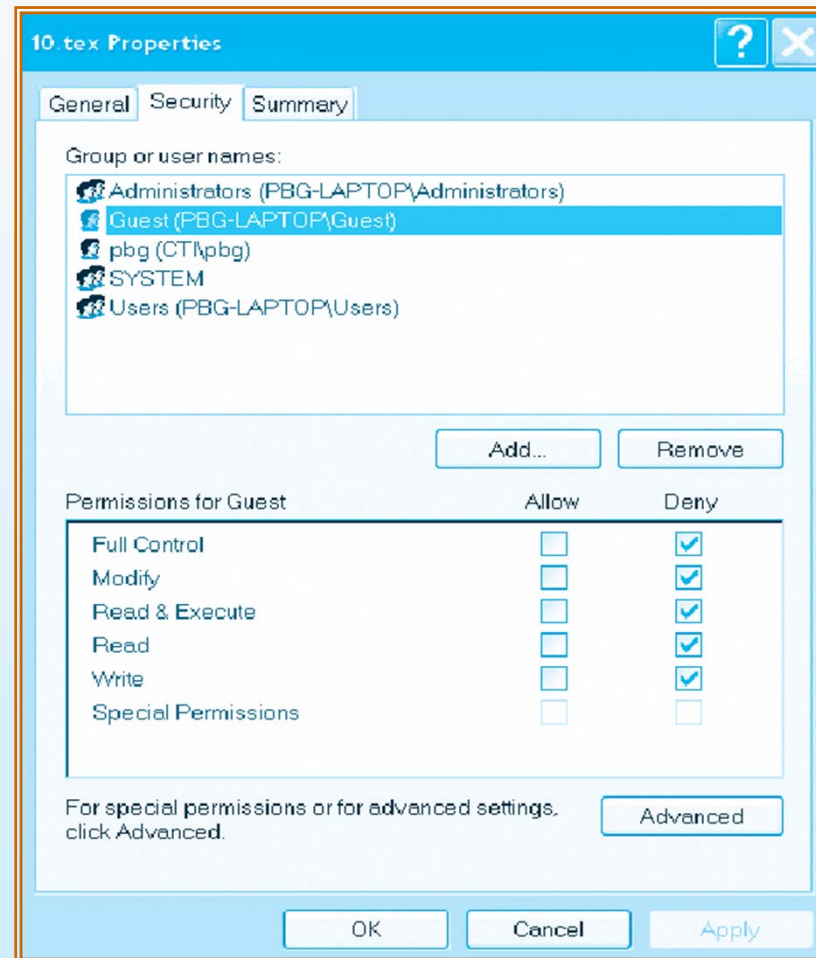 10.tex Properties
?
General Security Summary
Group or user names:
Administrators (PBG-LAPTOP\Administrators)
Guest (PBG-LAPTOP\Guest)
pbg (CTI\pbg)
SYSTEM
Users (PBG-LAPTOP\Users)
Add... Remove
Permissions for Guest Allow Deny
Full Control
Modify
Read & Execute
Read
Write
Special Permissions
For special permissions or for advanced settings,
click Advanced.
Advanced
OK Cancel Apply